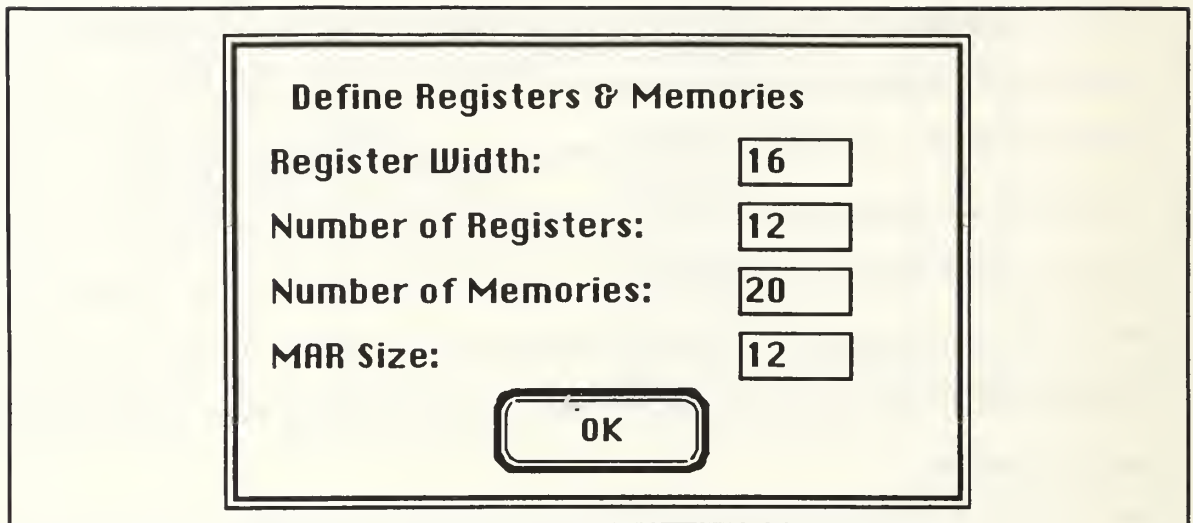 Define Registers & Memories
Register Width: 16
Number of Registers: 12
Number of Memories: 20
MAR Size: 12
OK